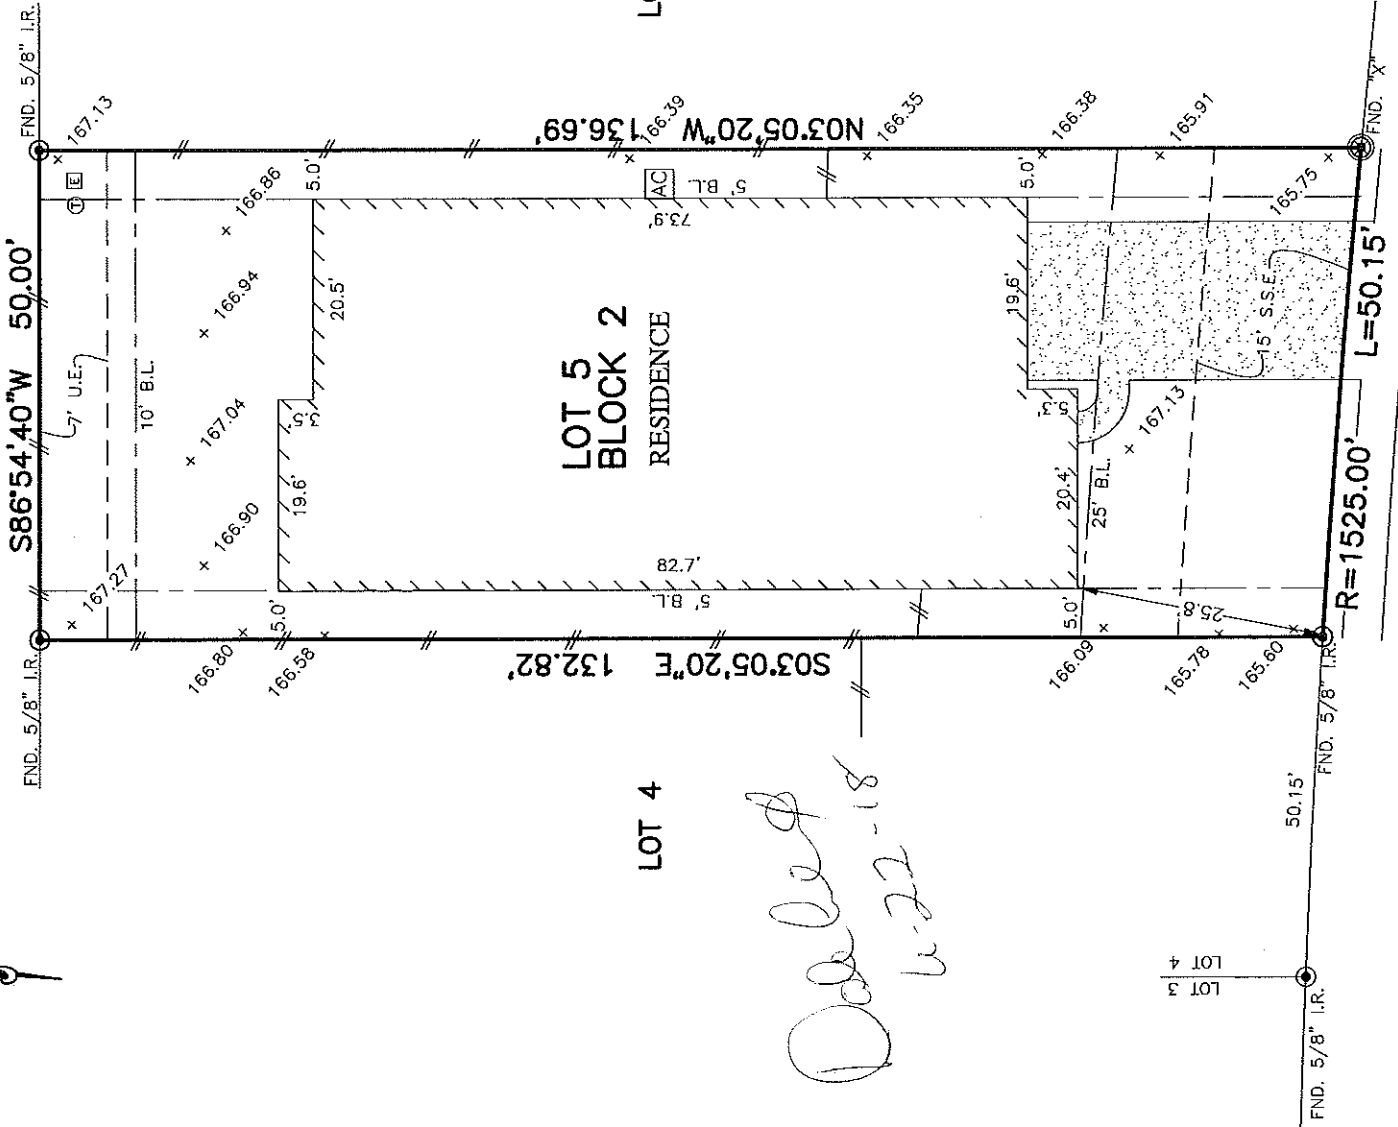 LO
FND. 5/8" I.R.
S86°54'40"W 50.00'
167.13
7' U.E.
T
E
10' B.L.
167.27
166.90
167.04
166.94
166.86
FND. 5/8" I.R.
166.80
166.58
5.0'
19.6'
3.5'
20.5'
5.0'
N03°05'20"W 136.69'
166.39
166.35
166.38
165.91
AC
5' B.L.
73.9'
LOT 5
BLOCK 2
RESIDENCE
82.7'
5' B.L.
S03°05'20"E 132.82'
5.0'
19.6'
5.3'
20.4'
5.0'
25' B.L.
167.13
15' S.S.E.
165.75
25.8'
166.09
165.78
165.60
FND. "X"
L=50.15'
R=1525.00'
FND. 5/8" I.R.
50.15'
LOT 4
LOT 4
LOT 3
FND. 5/8" I.R.